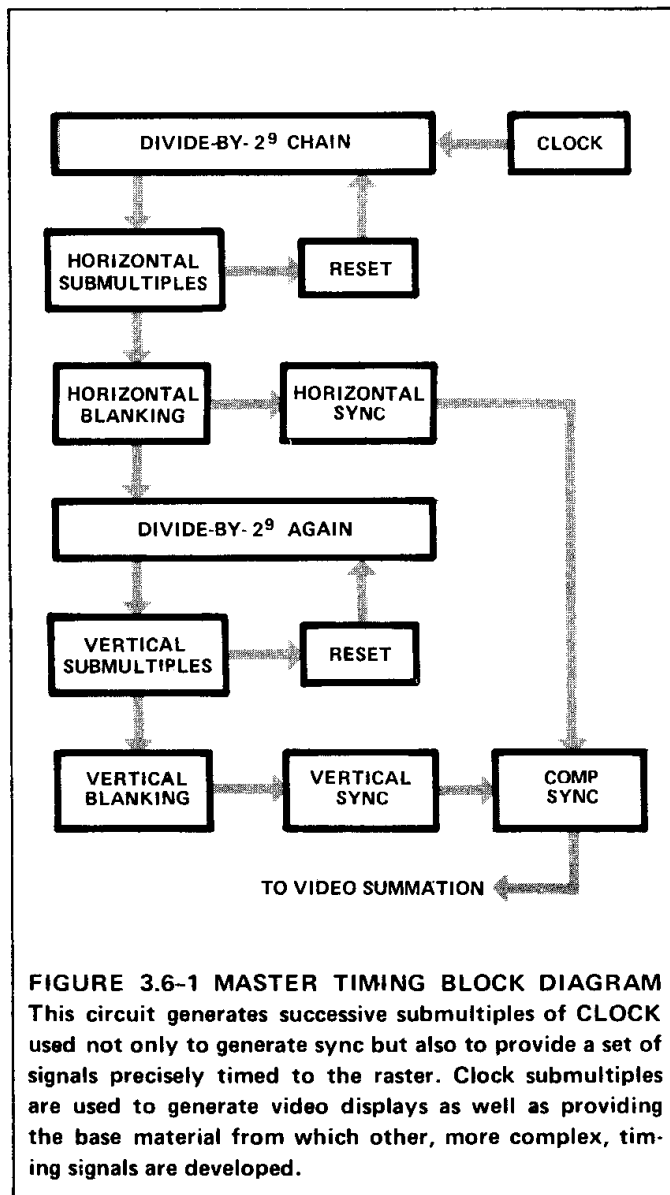 DIVIDE-BY-2⁹ CHAIN
CLOCK
HORIZONTAL
SUBMULTIPLES
RESET
HORIZONTAL
BLANKING
HORIZONTAL
SYNC
DIVIDE-BY-2⁹ AGAIN
VERTICAL
SUBMULTIPLES
RESET
VERTICAL
BLANKING
VERTICAL
SYNC
COMP
SYNC
TO VIDEO SUMMATION
FIGURE 3.6-1 MASTER TIMING BLOCK DIAGRAM
This circuit generates successive submultiples of CLOCK
used not only to generate sync but also to provide a set of
signals precisely timed to the raster. Clock submultiples
are used to generate video displays as well as providing
the base material from which other, more complex, tim-
ing signals are developed.